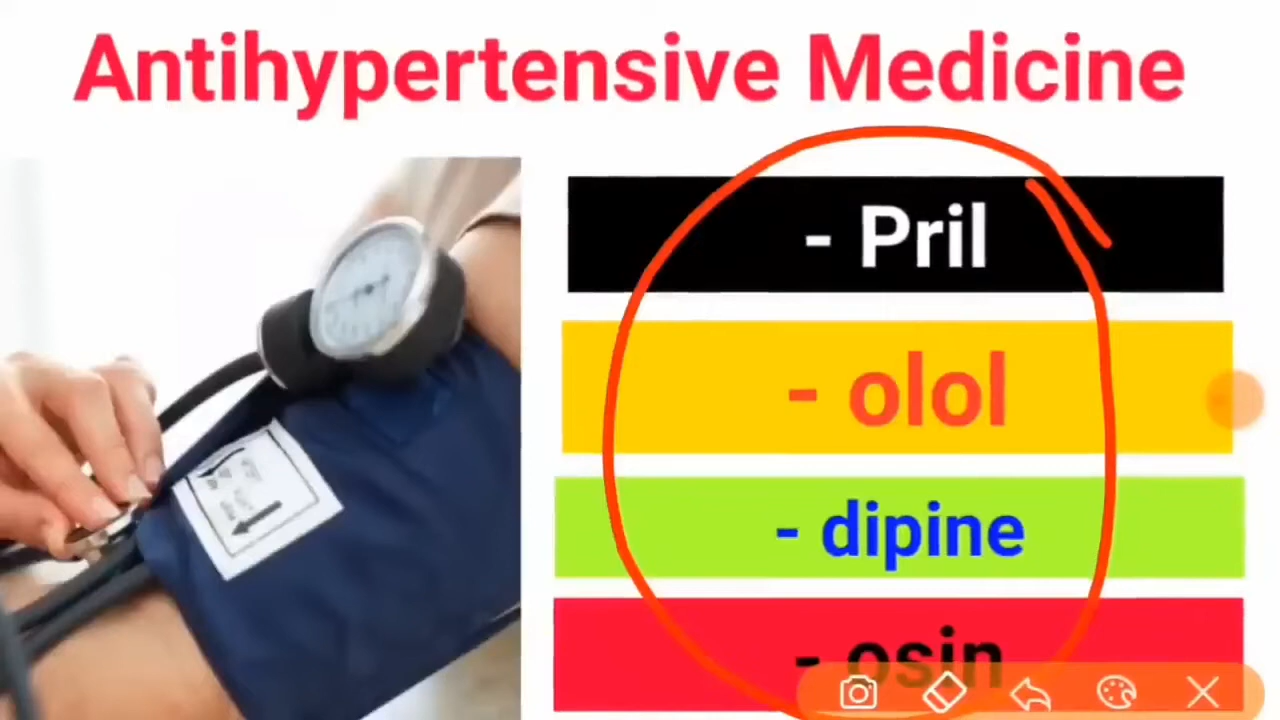 Antihypertensive Medicine
- Pril
- olol
- dipine
- osin